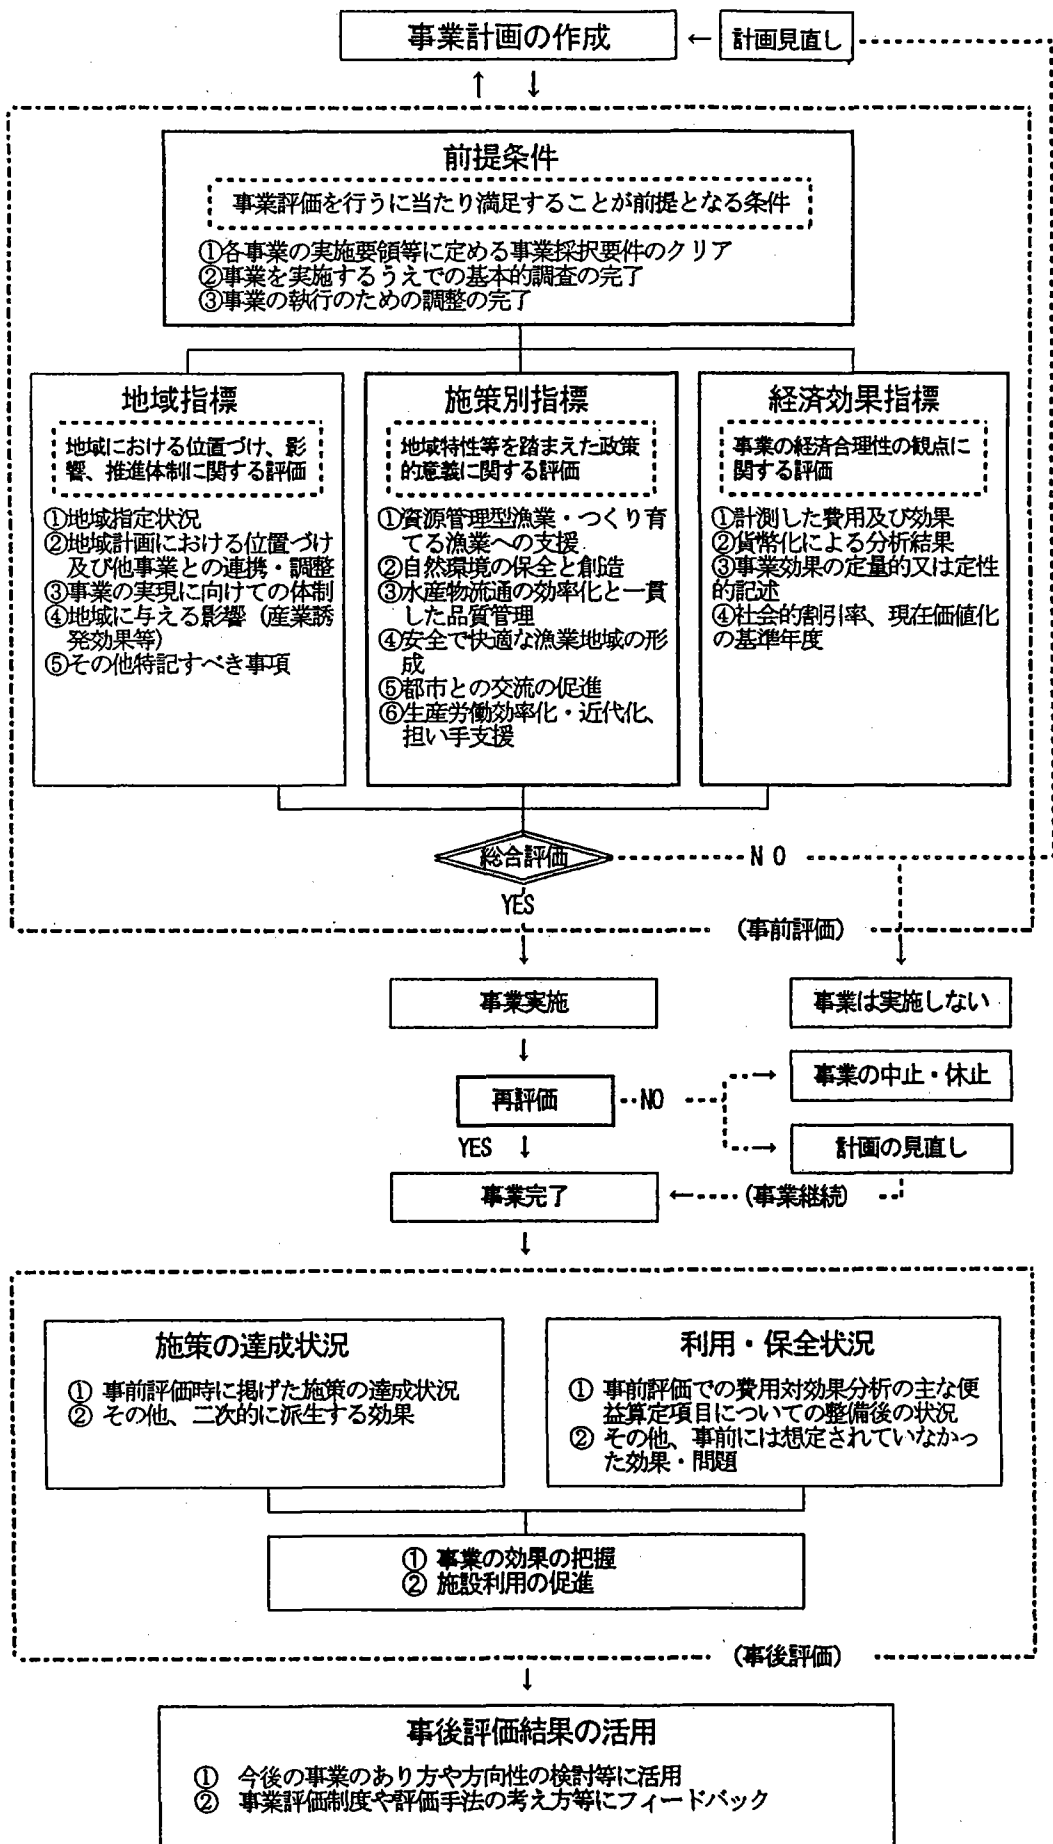 事業計画の作成
←
計画見直し
↑ ↓
前提条件
事業評価を行うに当たり満足することが前提となる条件
①各事業の実施要領等に定める事業採択要件のクリア
②事業を実施するうえでの基本的調査の完了
③事業の執行のための調整の完了
地域指標
地域における位置づけ、影
響、推進体制に関する評価
①地域指定状況
②地域計画における位置づけ
及び他事業との連携・調整
③事業の実現に向けての体制
④地域に与える影響（産業誘
発効果等）
⑤その他特記すべき事項
施策別指標
地域特性等を踏まえた政策
的意義に関する評価
①資源管理型漁業・つくり育
てる漁業への支援
②自然環境の保全と創造
③水産物流通の効率化と一貫
した品質管理
④安全で快適な漁業地域の形
成
⑤都市との交流の促進
⑥生産労働効率化・近代化、
担い手支援
経済効果指標
事業の経済合理性の観点に
関する評価
①計測した費用及び効果
②貨幣化による分析結果
③事業効果の定量的又は定性
的記述
④社会的割引率、現在価値化
の基準年度
総合評価
NO
YES
(事前評価)
↓
↓
事業実施
事業は実施しない
↓
→
事業の中止・休止
再評価
NO
YES ↓
→
計画の見直し
事業完了
←
(事業継続)
↓
施策の達成状況
① 事前評価時に掲げた施策の達成状況
② その他、二次的に派生する効果
利用・保全状況
① 事前評価での費用対効果分析の主な便
益算定項目についての整備後の状況
② その他、事前には想定されていなかっ
た効果・問題
① 事業の効果の把握
② 施設利用の促進
(事後評価)
↓
事後評価結果の活用
① 今後の事業のあり方や方向性の検討等に活用
② 事業評価制度や評価手法の考え方等にフィードバック